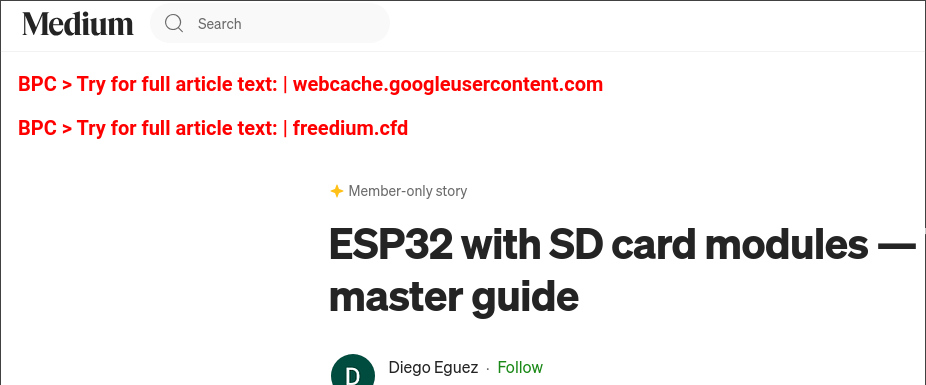 Medium
Search
BPC > Try for full article text: | webcache.googleusercontent.com
BPC > Try for full article text: | freedium.cfd
Member-only story
ESP32 with SD card modules —
master guide
D
Diego Eguez · Follow